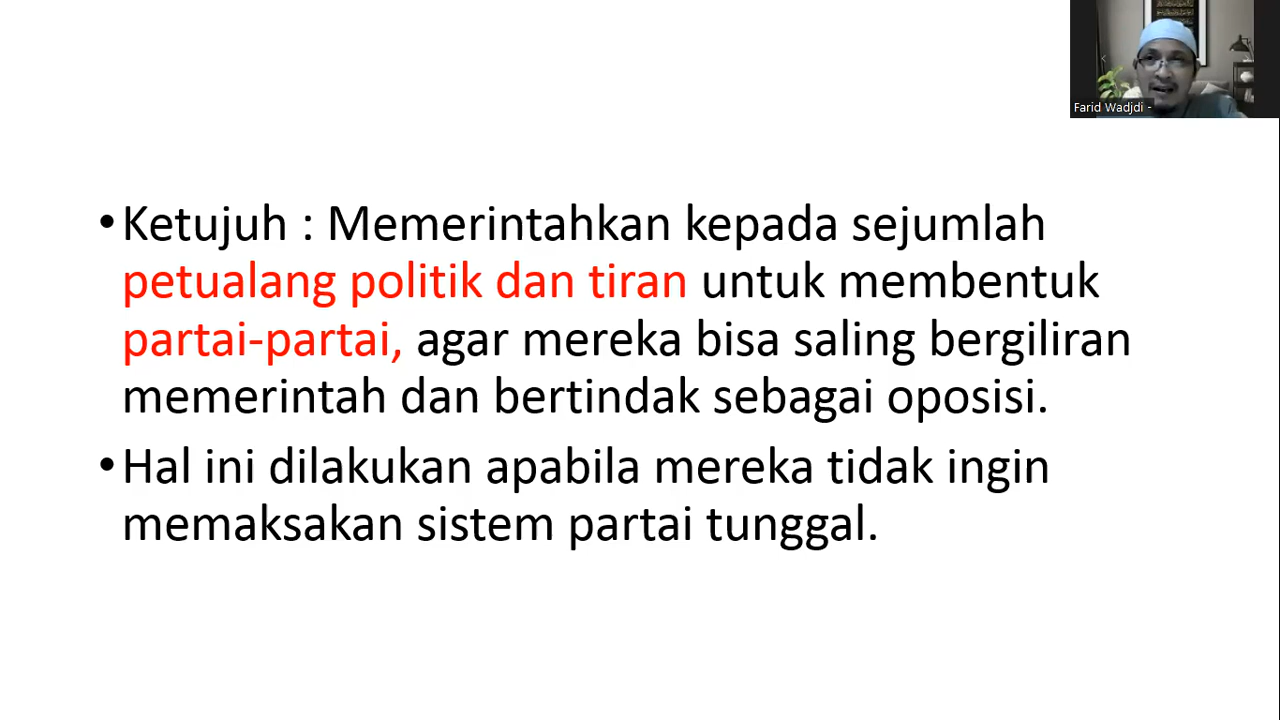 Farid Wadjdi -
•Ketujuh : Memerintahkan kepada sejumlah
petualang politik dan tiran untuk membentuk
partai-partai, agar mereka bisa saling bergiliran
memerintah dan bertindak sebagai oposisi.
•Hal ini dilakukan apabila mereka tidak ingin
memaksakan sistem partai tunggal.